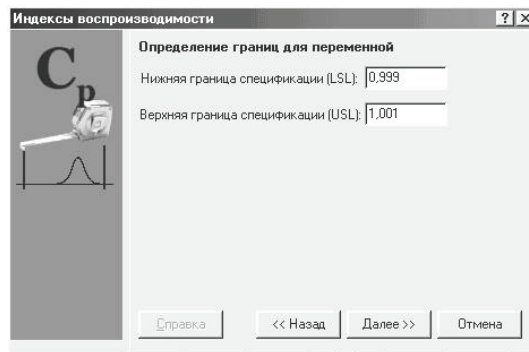 Индексы воспроизводимости
? ×
Определение границ для переменной
Cp
Нижняя граница спецификации (LSL): 0,999
Верхняя граница спецификации (USL): 1,001
Справка << Назад Далее >> Отмена